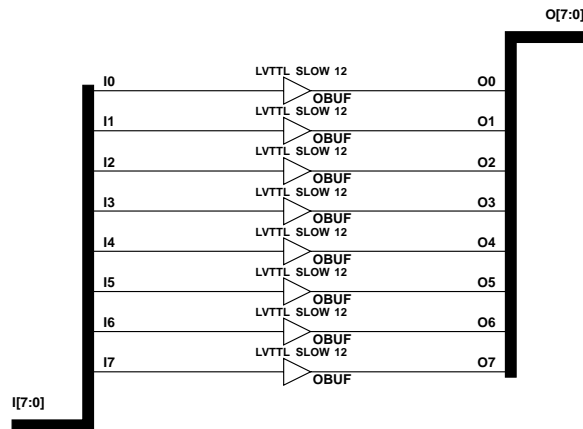 O[7:0]
LVTTL SLOW 12
I0 OBUF O0
LVTTL SLOW 12
I1 OBUF O1
LVTTL SLOW 12
I2 OBUF O2
LVTTL SLOW 12
I3 OBUF O3
LVTTL SLOW 12
I4 OBUF O4
LVTTL SLOW 12
I5 OBUF O5
LVTTL SLOW 12
I6 OBUF O6
LVTTL SLOW 12
I7 OBUF O7
I[7:0]